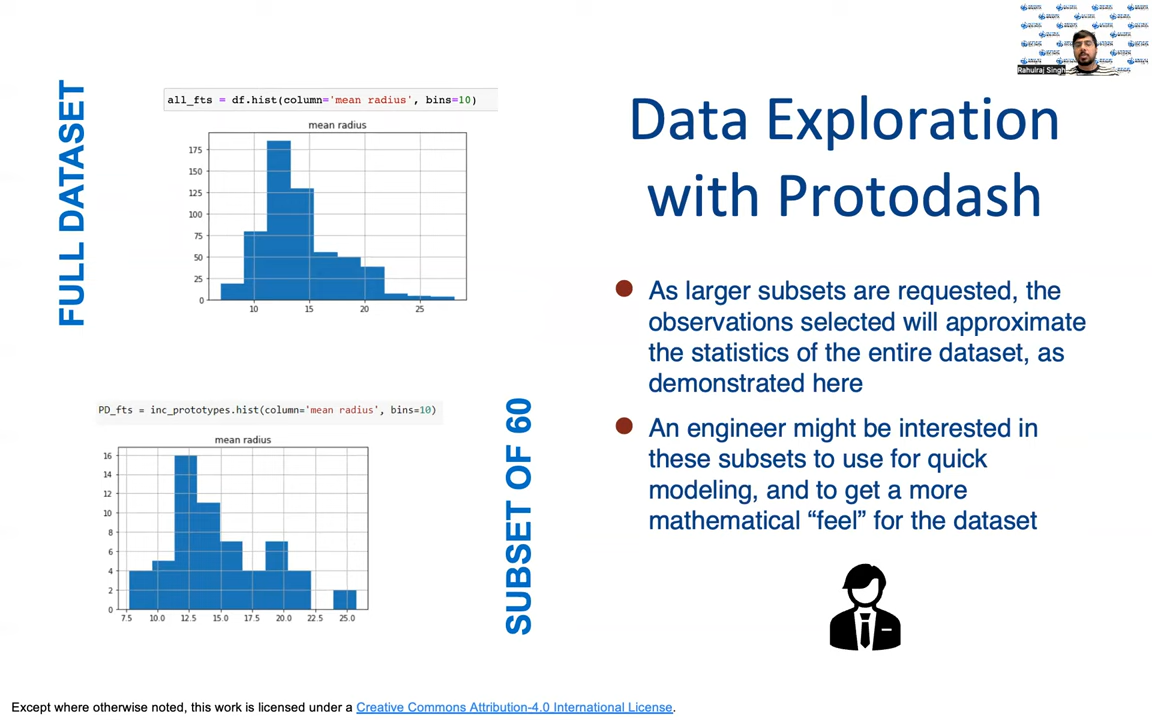 Rahulraj Singh
FULL DATASET
all_fts = df.hist(column='mean radius', bins=10)
mean radius
175
150
125
100
75
50
25
0
10 15 20 25
PD_fts = inc_prototypes.hist(column='mean radius', bins=10)
mean radius
16
14
12
10
8
6
4
2
0
7.5 10.0 12.5 15.0 17.5 20.0 22.5 25.0
SUBSET OF 60
Data Exploration
with Protodash
As larger subsets are requested, the
observations selected will approximate
the statistics of the entire dataset, as
demonstrated here
An engineer might be interested in
these subsets to use for quick
modeling, and to get a more
mathematical “feel” for the dataset
Except where otherwise noted, this work is licensed under a Creative Commons Attribution-4.0 International License.